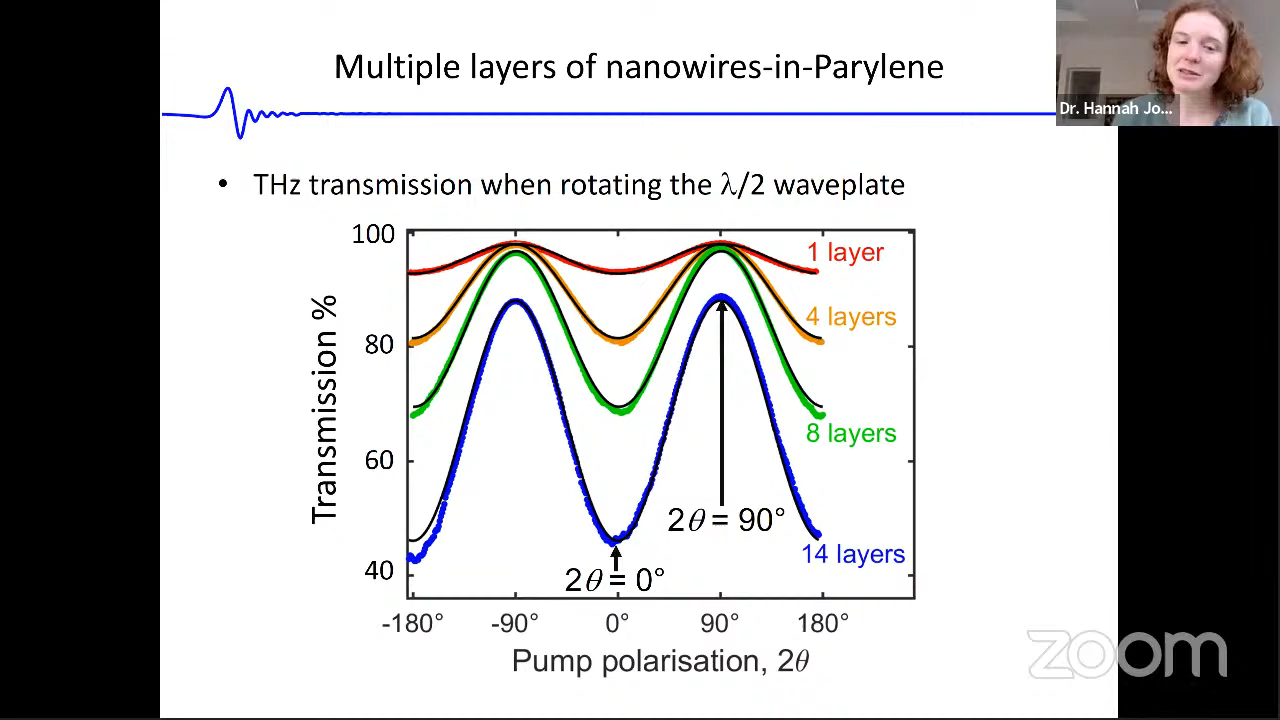 Multiple layers of nanowires-in-Parylene
Dr. Hannah Jo...
• THz transmission when rotating the λ/2 waveplate
Transmission %
100
80
60
40
1 layer
4 layers
8 layers
14 layers
2θ = 90°
2θ = 0°
-180° -90° 0° 90° 180°
Pump polarisation, 2θ
zoom